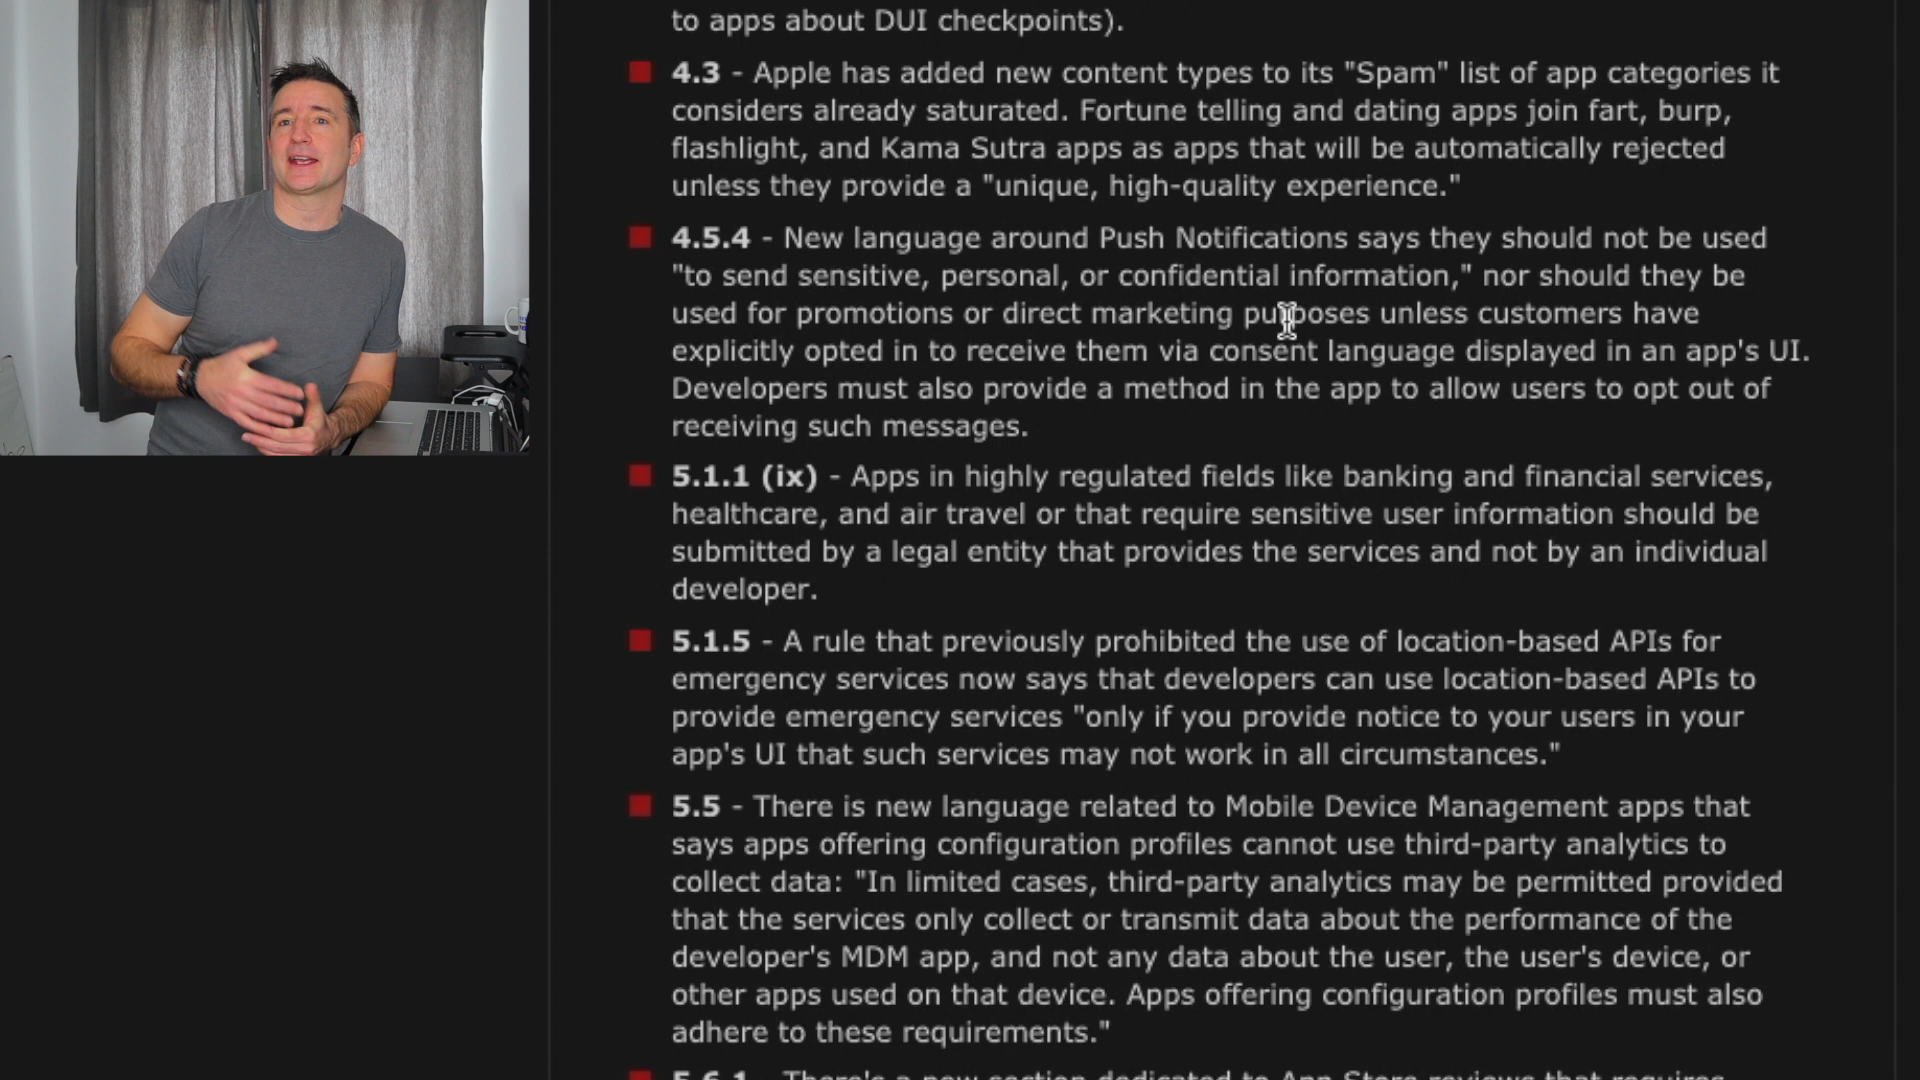 to apps about DUI checkpoints).
4.3 - Apple has added new content types to its "Spam" list of app categories it
considers already saturated. Fortune telling and dating apps join fart, burp,
flashlight, and Kama Sutra apps as apps that will be automatically rejected
unless they provide a "unique, high-quality experience."
4.5.4 - New language around Push Notifications says they should not be used
"to send sensitive, personal, or confidential information," nor should they be
used for promotions or direct marketing purposes unless customers have
explicitly opted in to receive them via consent language displayed in an app's UI.
Developers must also provide a method in the app to allow users to opt out of
receiving such messages.
5.1.1 (ix) - Apps in highly regulated fields like banking and financial services,
healthcare, and air travel or that require sensitive user information should be
submitted by a legal entity that provides the services and not by an individual
developer.
5.1.5 - A rule that previously prohibited the use of location-based APIs for
emergency services now says that developers can use location-based APIs to
provide emergency services "only if you provide notice to your users in your
app's UI that such services may not work in all circumstances."
5.5 - There is new language related to Mobile Device Management apps that
says apps offering configuration profiles cannot use third-party analytics to
collect data: "In limited cases, third-party analytics may be permitted provided
that the services only collect or transmit data about the performance of the
developer's MDM app, and not any data about the user, the user's device, or
other apps used on that device. Apps offering configuration profiles must also
adhere to these requirements."
5.6.1 - There's a new section dedicated to App Store reviews that requires